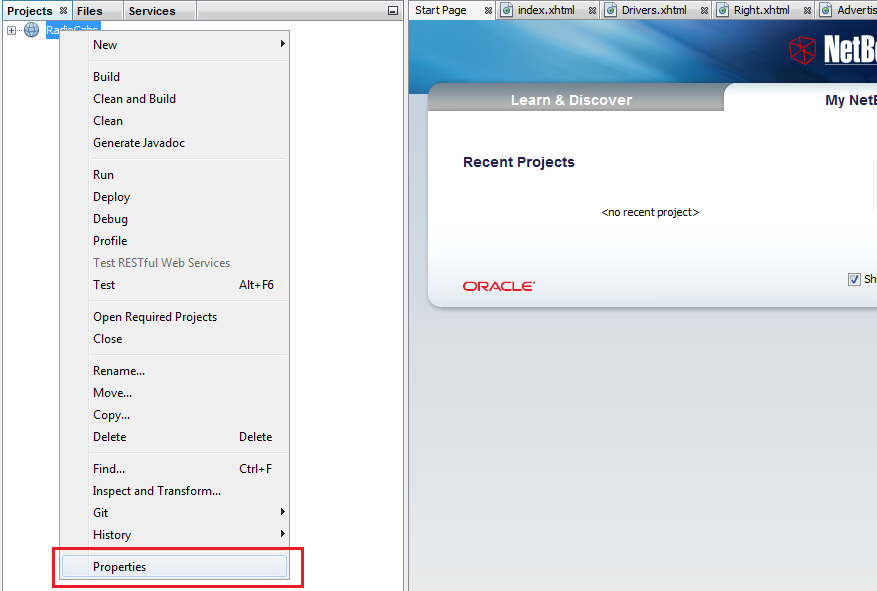 Projects Files Services
New
Build
Clean and Build
Clean
Generate Javadoc
Run
Deploy
Debug
Profile
Test RESTful Web Services
Test Alt+F6
Open Required Projects
Close
Rename...
Move...
Copy...
Delete Delete
Find... Ctrl+F
Inspect and Transform...
Git
History
Properties
Start Page index.xhtml Drivers.xhtml Right.xhtml Advertis
NetB
Learn & Discover My NetB
Recent Projects
<no recent project>
ORACLE
Sh